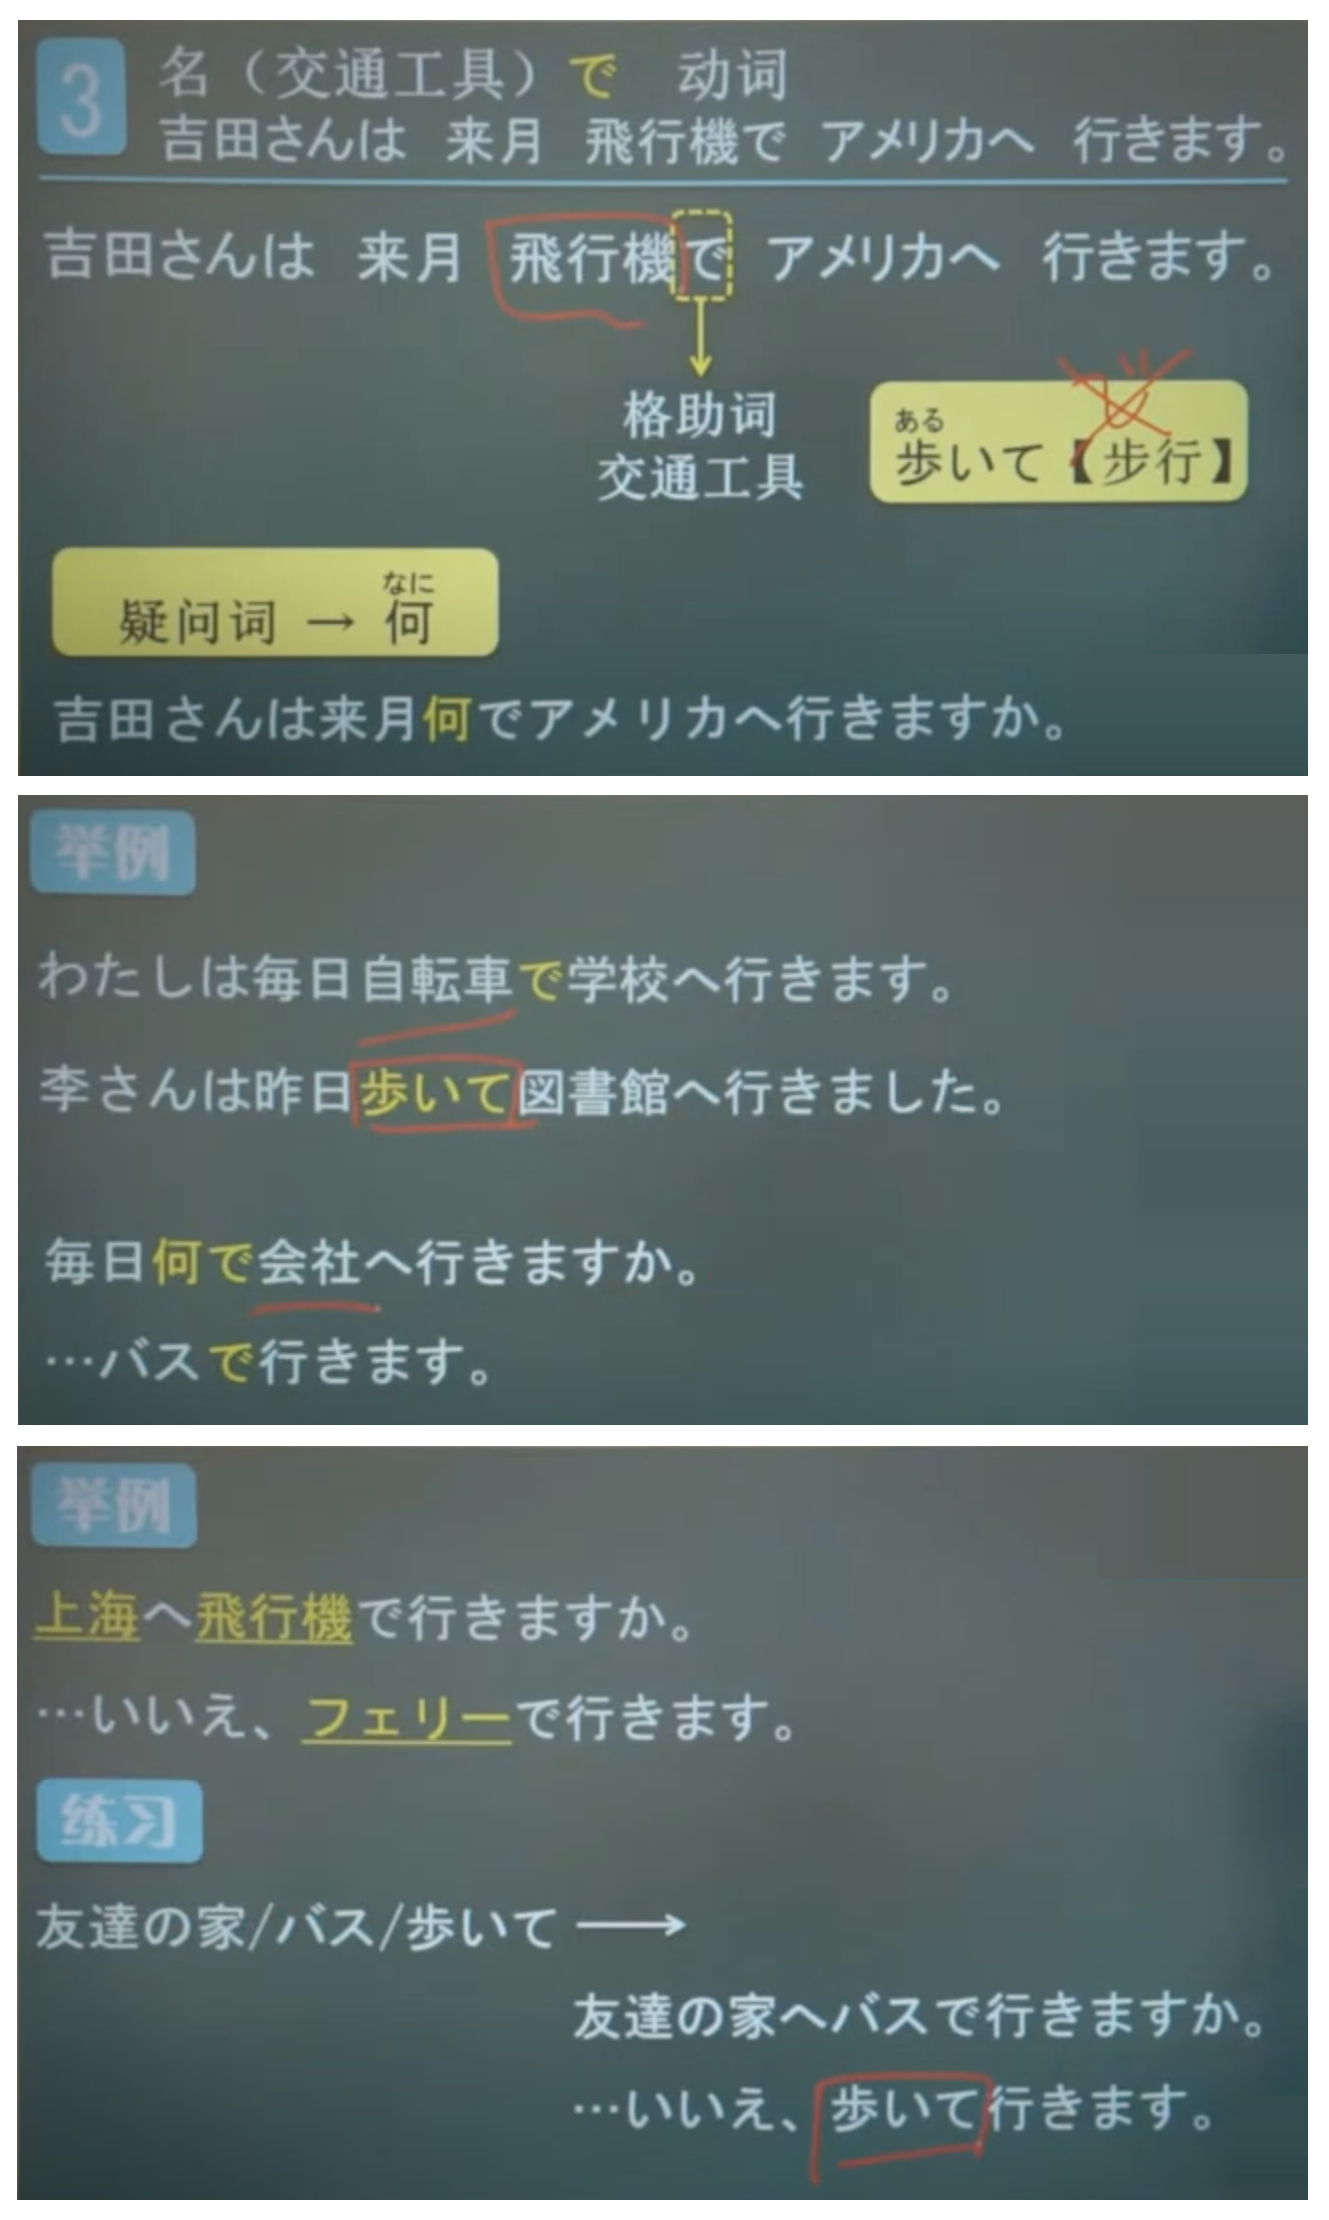 3
名（交通工具）で 动词
吉田さんは 来月 飛行機で アメリカへ 行きます。
吉田さんは 来月 飛行機で アメリカへ 行きます。
格助词
交通工具
ある
歩いて【步行】
で
なに
疑问词 → 何
吉田さんは来月何でアメリカへ行きますか。
举例
わたしは毎日自転車で学校へ行きます。
李さんは昨日歩いて図書館へ行きました。
毎日何で会社へ行きますか。
…バスで行きます。
举例
上海へ飛行機で行きますか。
…いいえ、フェリーで行きます。
练习
友達の家/バス/歩いて →
友達の家へバスで行きますか。
…いいえ、歩いて行きます。